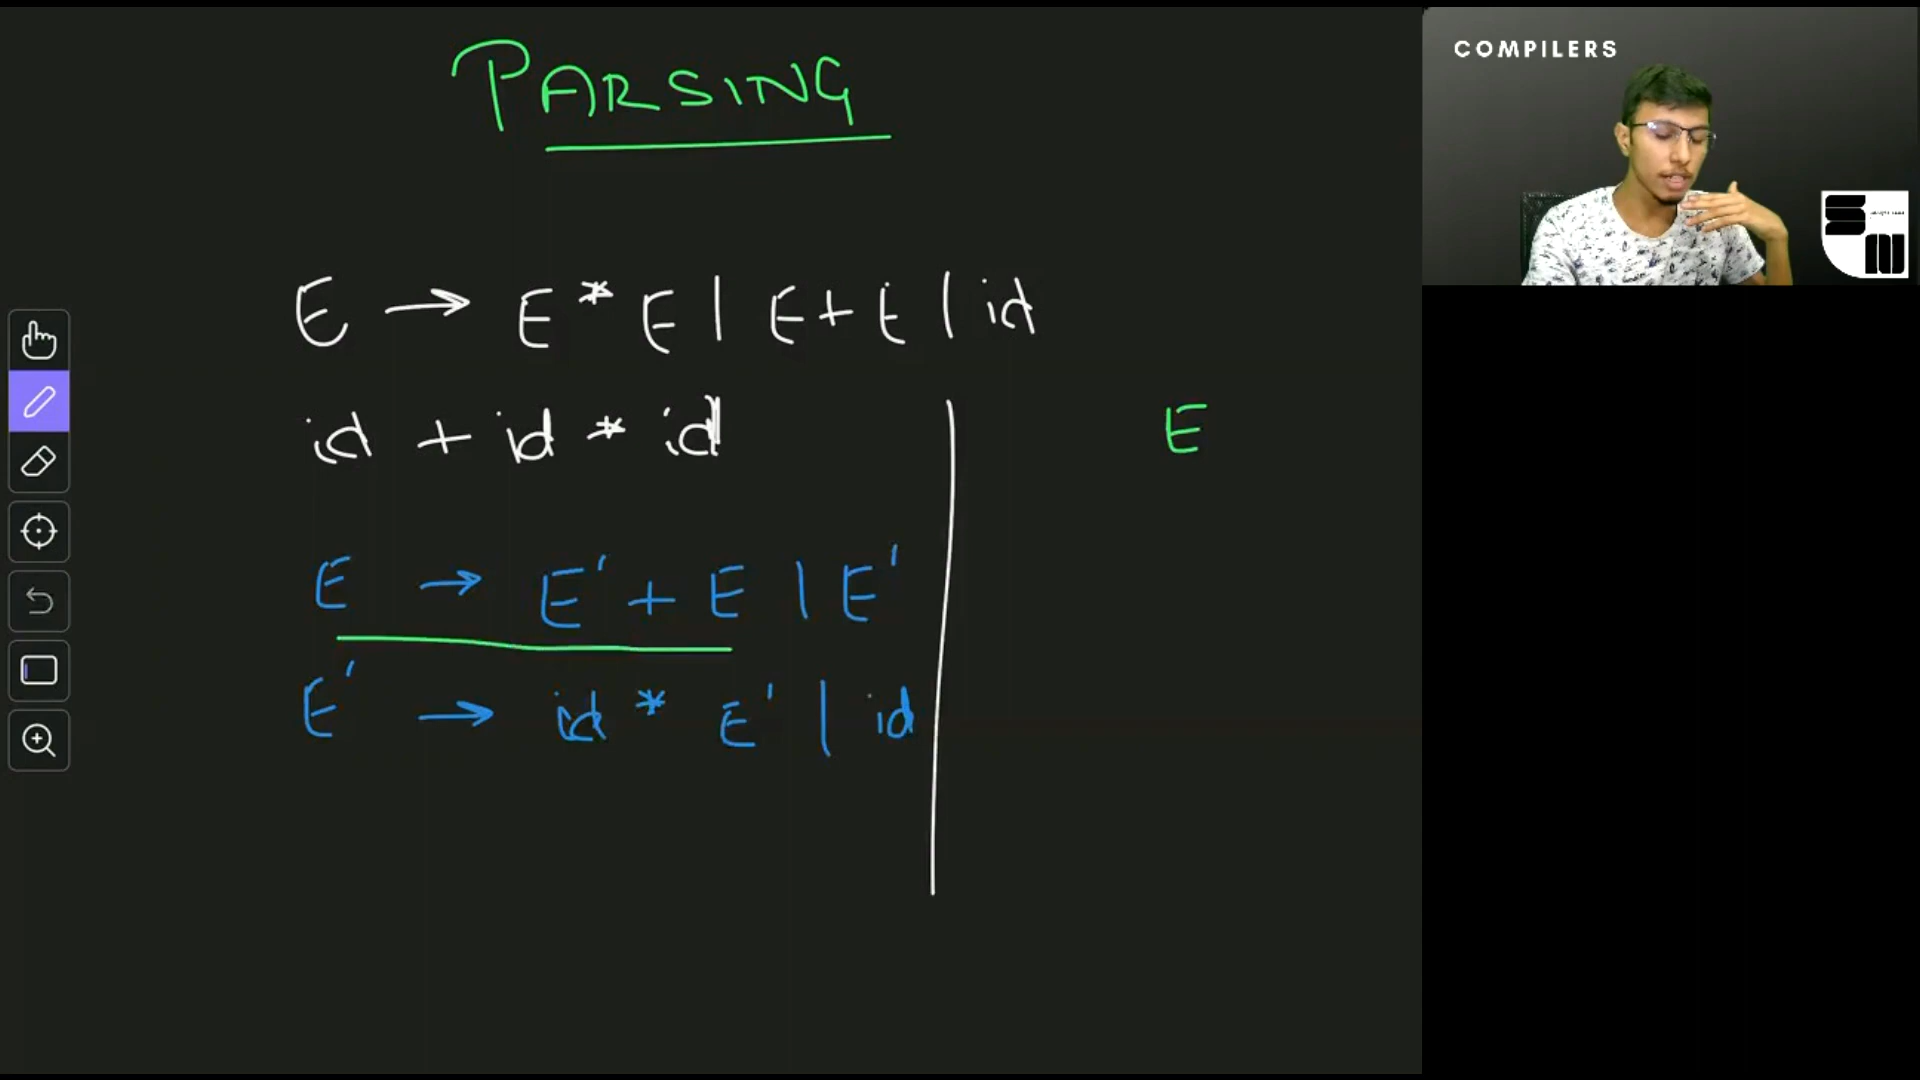 PARSING
COMPILERS
E → E * E | E + E | id
id + id * id
E
E → E' + E | E'
E' → id * E' | id